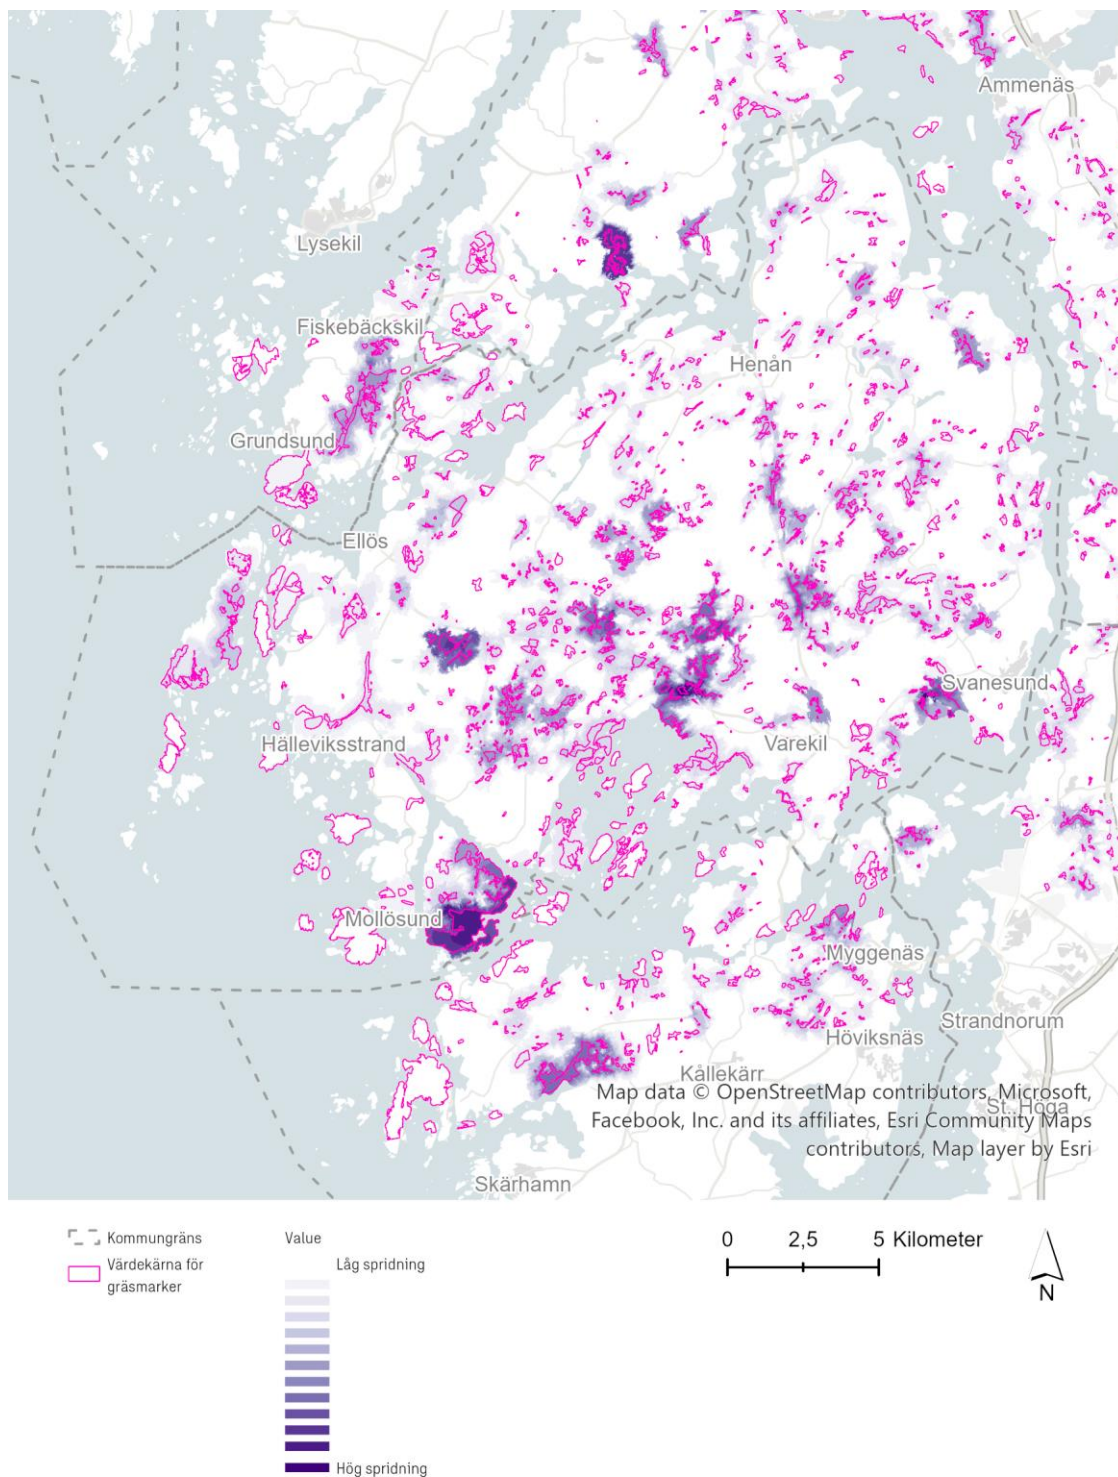 Ammenäs
Lysekil
Fiskebäckskil
Henån
Grundsund
Ellös
Svanesund
Hälleviksstrand
Varekil
Mollösund
Myggenäs
Strandnorum
Höviksnäs
Kållekärr
St. Höga
Map data © OpenStreetMap contributors, Microsoft,
Facebook, Inc. and its affiliates, Esri Community Maps
contributors, Map layer by Esri
Skärhamn
Kommungräns
Värdekärna för
gräsmarker
Value
Låg spridning
Hög spridning
0 2,5 5 Kilometer
N